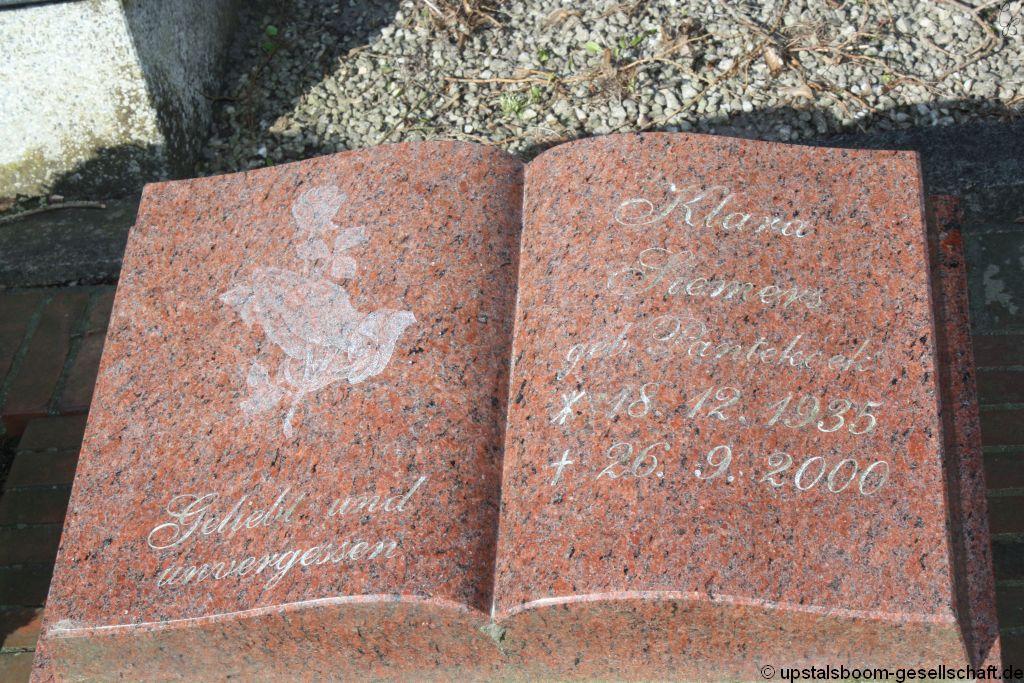 Geliebt und
unvergessen
Klara
Siemers
geb. Pantekoek
* 18. 12. 1935
† 26. 9. 2000
© upstalsboom-gesellschaft.de